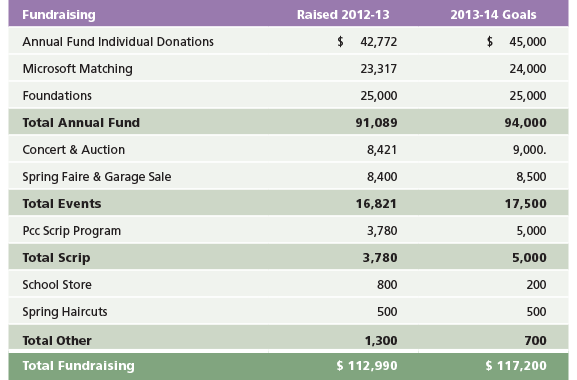 Fundraising Raised 2012-13 2013-14 Goals
Annual Fund Individual Donations $ 42,772 $ 45,000
Microsoft Matching 23,317 24,000
Foundations 25,000 25,000
Total Annual Fund 91,089 94,000
Concert & Auction 8,421 9,000.
Spring Faire & Garage Sale 8,400 8,500
Total Events 16,821 17,500
Pcc Scrip Program 3,780 5,000
Total Scrip 3,780 5,000
School Store 800 200
Spring Haircuts 500 500
Total Other 1,300 700
Total Fundraising $ 112,990 $ 117,200